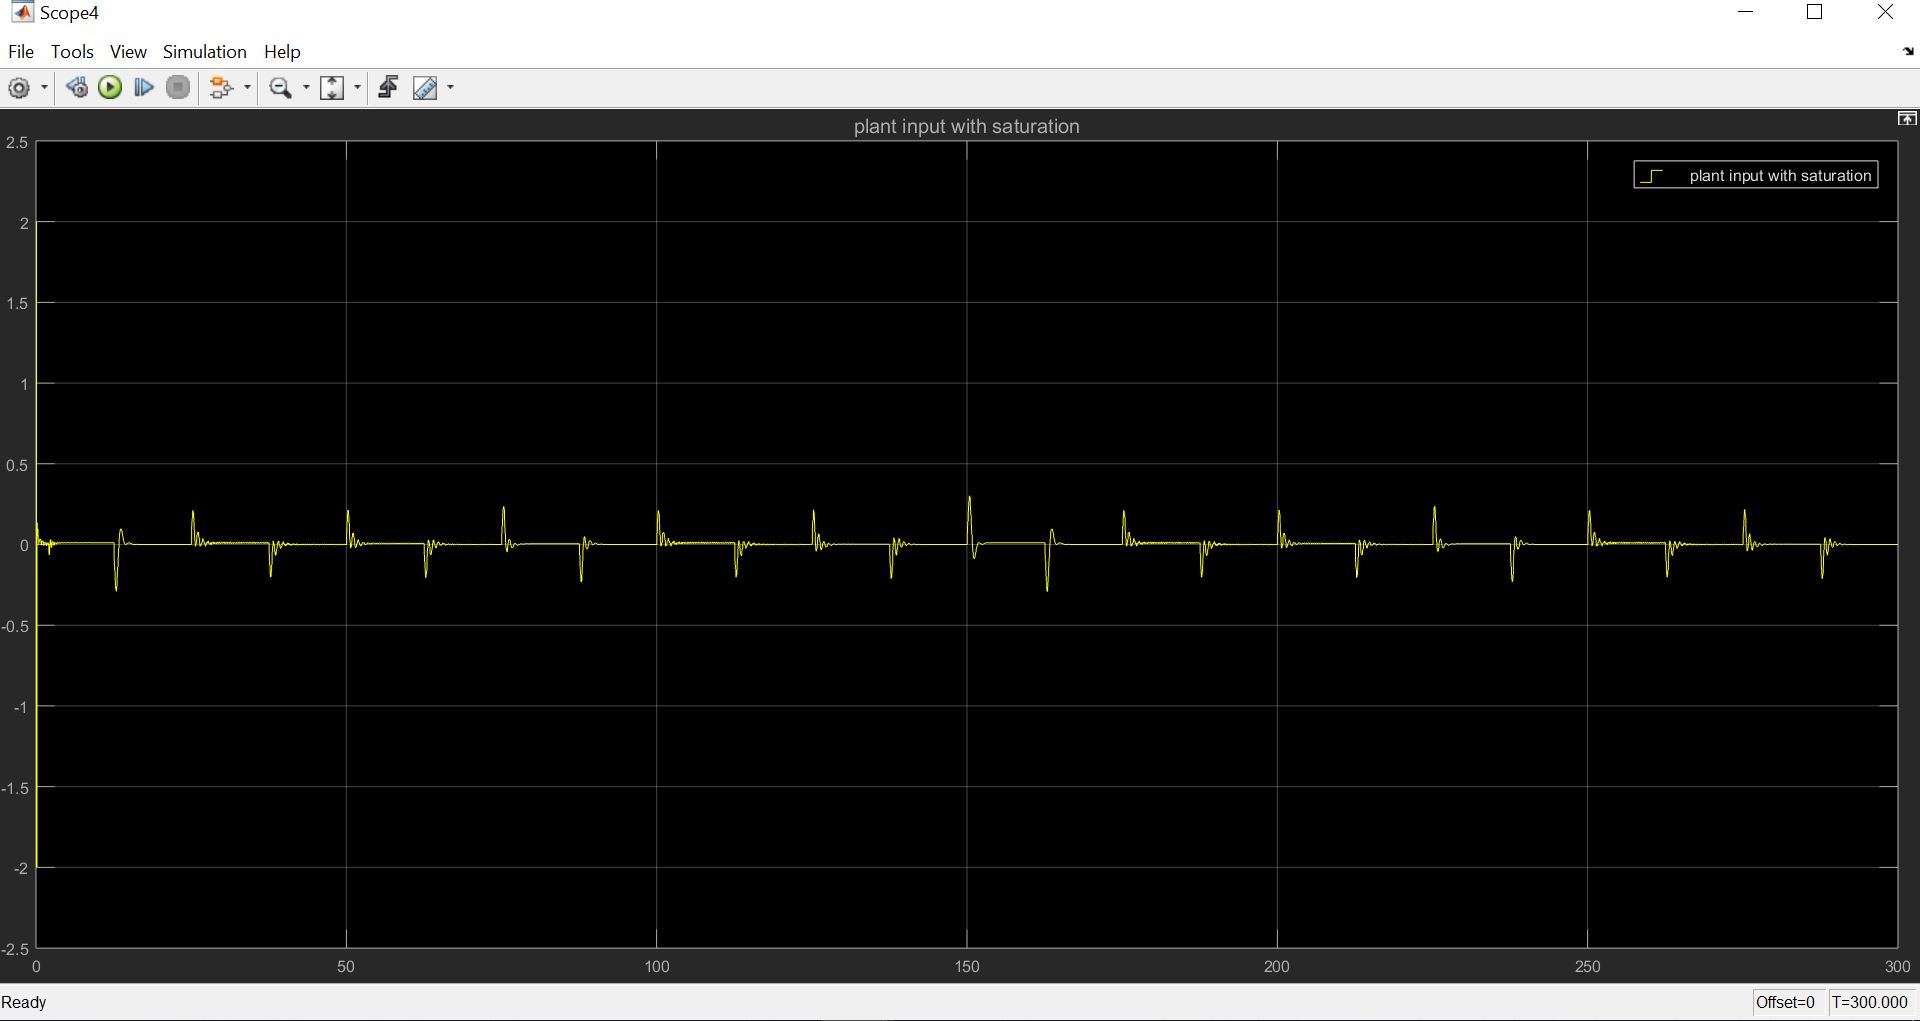 Scope4
File Tools View Simulation Help
plant input with saturation
plant input with saturation
2.5
2
1.5
1
0.5
0
-0.5
-1
-1.5
-2
-2.5
0 50 100 150 200 250 300
Ready Offset=0 T=300.000